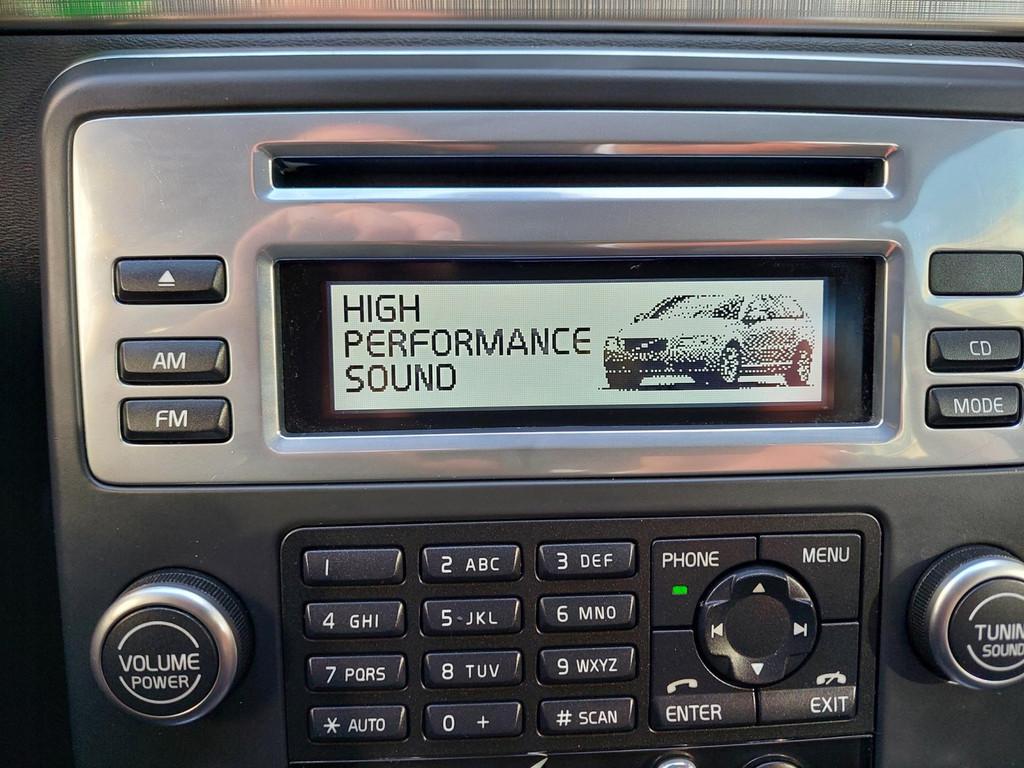 HIGH
PERFORMANCE
SOUND
AM
FM
CD
MODE
1
2 ABC
3 DEF
4 GHI
5 JKL
6 MNO
7 PQRS
8 TUV
9 WXYZ
* AUTO
0 +
# SCAN
PHONE
MENU
ENTER
EXIT
VOLUME
POWER
TUNIN
SOUND